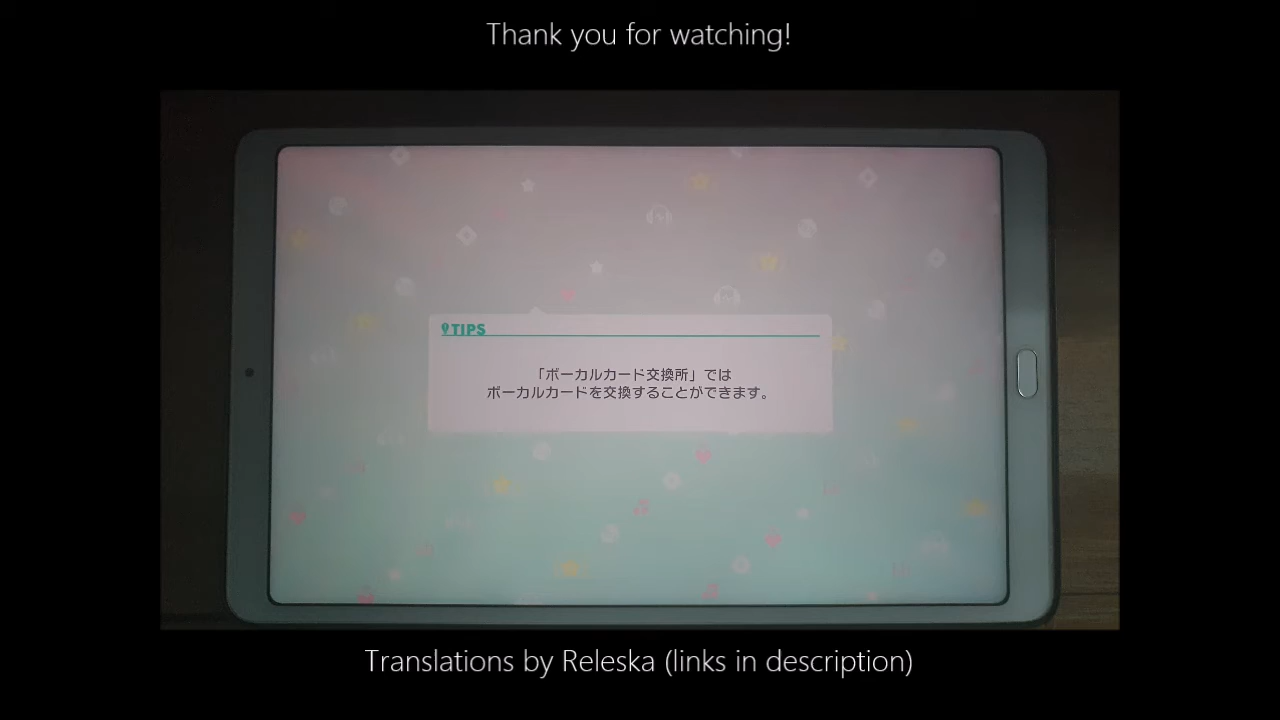 Thank you for watching!
TIPS
「ボーカルカード交換所」では
ボーカルカードを交換することができます。
Translations by Releska (links in description)